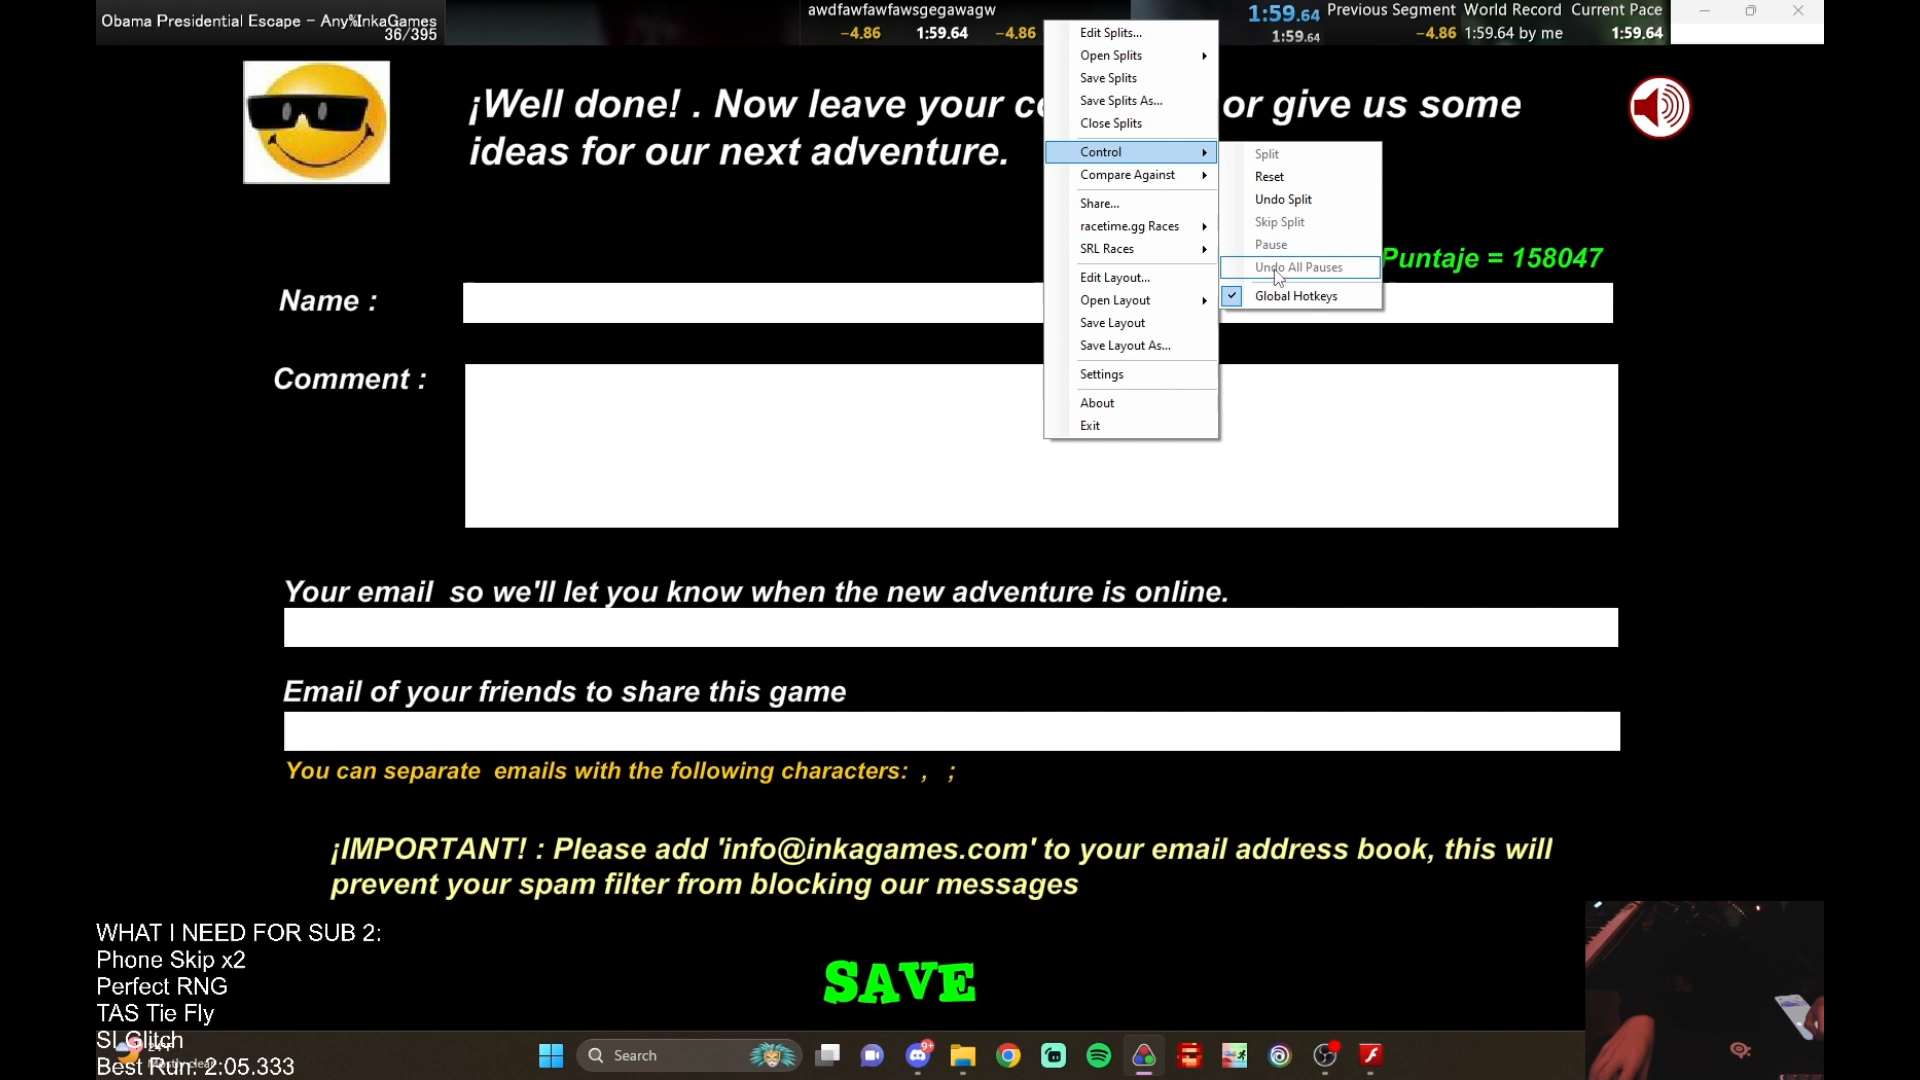 Obama Presidential Escape - Any%InkaGames
36/395
awdfawfawfawsgegawagw
-4.86 1:59.64 -4.86
1:59.64
1:59.64
Previous Segment World Record Current Pace
-4.86 1:59.64 by me 1:59.64
Edit Splits...
Open Splits
Save Splits
Save Splits As...
Close Splits
Control
Compare Against
Share...
racetime.gg Races
SRL Races
Edit Layout...
Open Layout
Save Layout
Save Layout As...
Settings
About
Exit
Split
Reset
Undo Split
Skip Split
Pause
Undo All Pauses
Global Hotkeys
¡Well done! . Now leave your co or give us some
ideas for our next adventure.
Puntaje = 158047
Name :
Comment :
Your email so we'll let you know when the new adventure is online.
Email of your friends to share this game
You can separate emails with the following characters: , ;
¡IMPORTANT! : Please add 'info@inkagames.com' to your email address book, this will
prevent your spam filter from blocking our messages
SAVE
WHAT I NEED FOR SUB 2:
Phone Skip x2
Perfect RNG
TAS Tie Fly
SI Glitch
Best Run: 2:05.333
Search
9+